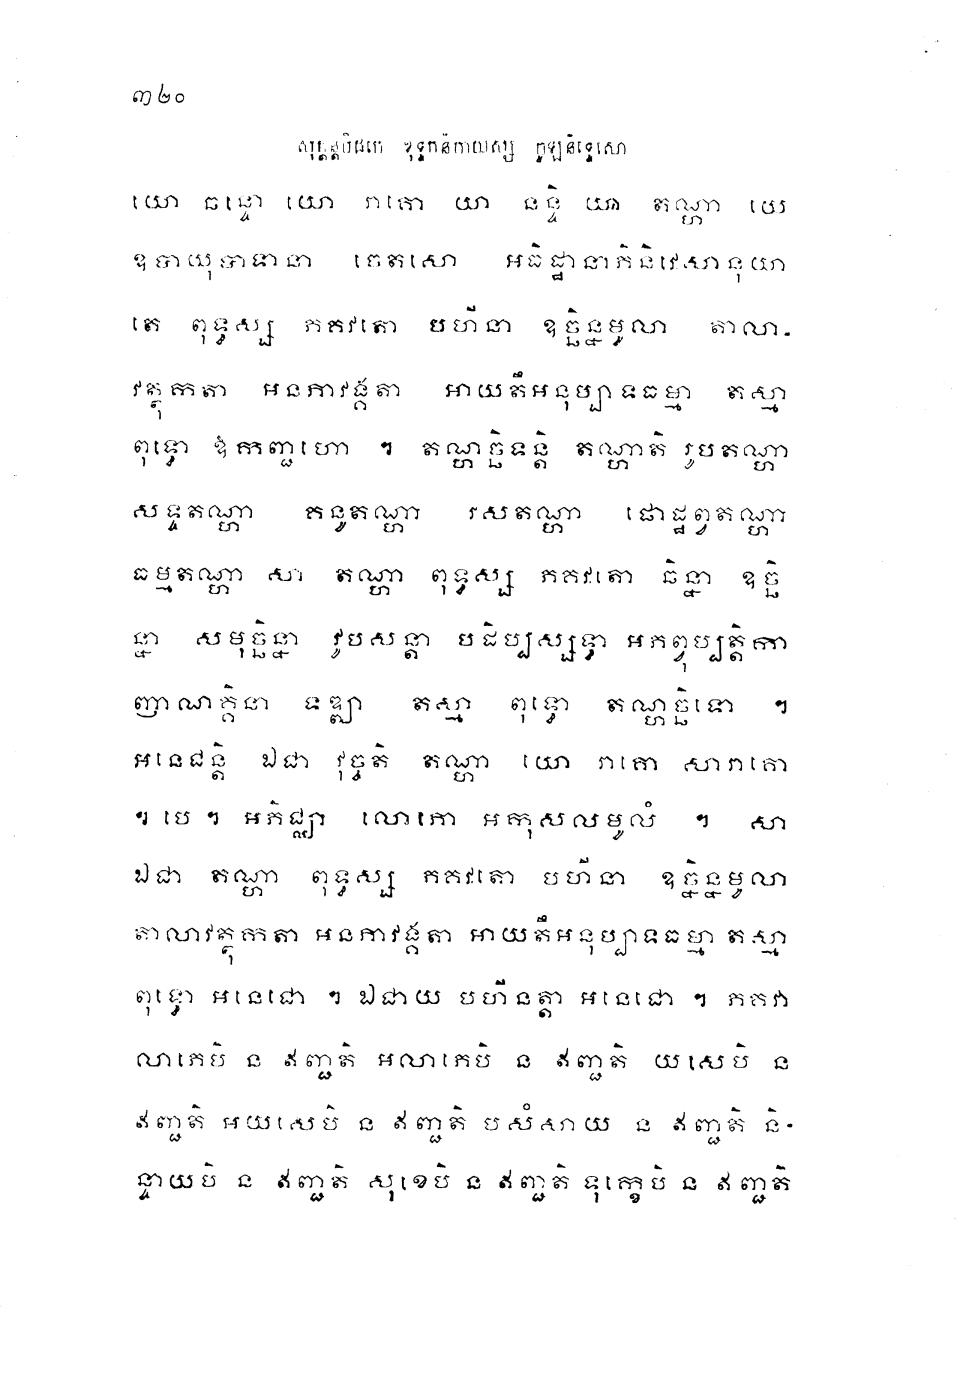 ៣២០
សុត្តន្តបិដកេ ខុទ្ទកនិកាយស្ស ចូឡនិទ្ទេសោ
យោ ឆន្ទោ យោ រាគោ យា នន្ទិ យា តណ្ហា យេ
ឧបាយុបាទានា ចេតសោ អធិដ្ឋានាភិនិវេសានុយា
តេ ពុទ្ធស្ស ភគវតោ បហីនា ឧច្ឆិន្នមូលា តាលា-
វត្ថុកតា អនភាវង្គតា អាយតឹអនុប្បាទធម្មា តស្មា
ពុទ្ធោ ឱកញ្ជហោ ។ តណ្ហច្ឆិទន្តិ តណ្ហាតិ រូបតណ្ហា
សទ្ទតណ្ហា គន្ធតណ្ហា រសតណ្ហា ផោដ្ឋព្វតណ្ហា
ធម្មតណ្ហា សា តណ្ហា ពុទ្ធស្ស ភគវតោ ឆិន្នា ឧច្ឆិ
ន្នា សមុច្ឆិន្នា វូបសន្តា បដិប្បស្សទ្ធា អភព្វុប្បត្តិកា
ញាណគ្គិនា ទឌ្ឍា តស្មា ពុទ្ធោ តណ្ហច្ឆិទោ ។
អនេជន្តិ ឯជា វុច្ចតិ តណ្ហា យោ រាគោ សារាគោ
។ បេ ។ អភិជ្ឈា លោភោ អកុសលមូលំ ។ សា
ឯជា តណ្ហា ពុទ្ធស្ស ភគវតោ បហីនា ឧច្ឆិន្នមូលា
តាលាវត្ថុកតា អនភាវង្គតា អាយតឹអនុប្បាទធម្មា តស្មា
ពុទ្ធោ អនេជោ ។ ឯជាយ បហីនត្តា អនេជោ ។ ភគវា
លាភេបិ ន ឥញ្ជតិ អលាភេបិ ន ឥញ្ជតិ យសេបិ ន
ឥញ្ជតិ អយសេបិ ន ឥញ្ជតិ បសំសាយ ន ឥញ្ជតិ និ-
ន្ទាយបិ ន ឥញ្ជតិ សុខេបិ ន ឥញ្ជតិ ទុក្ខេបិ ន ឥញ្ជតិ